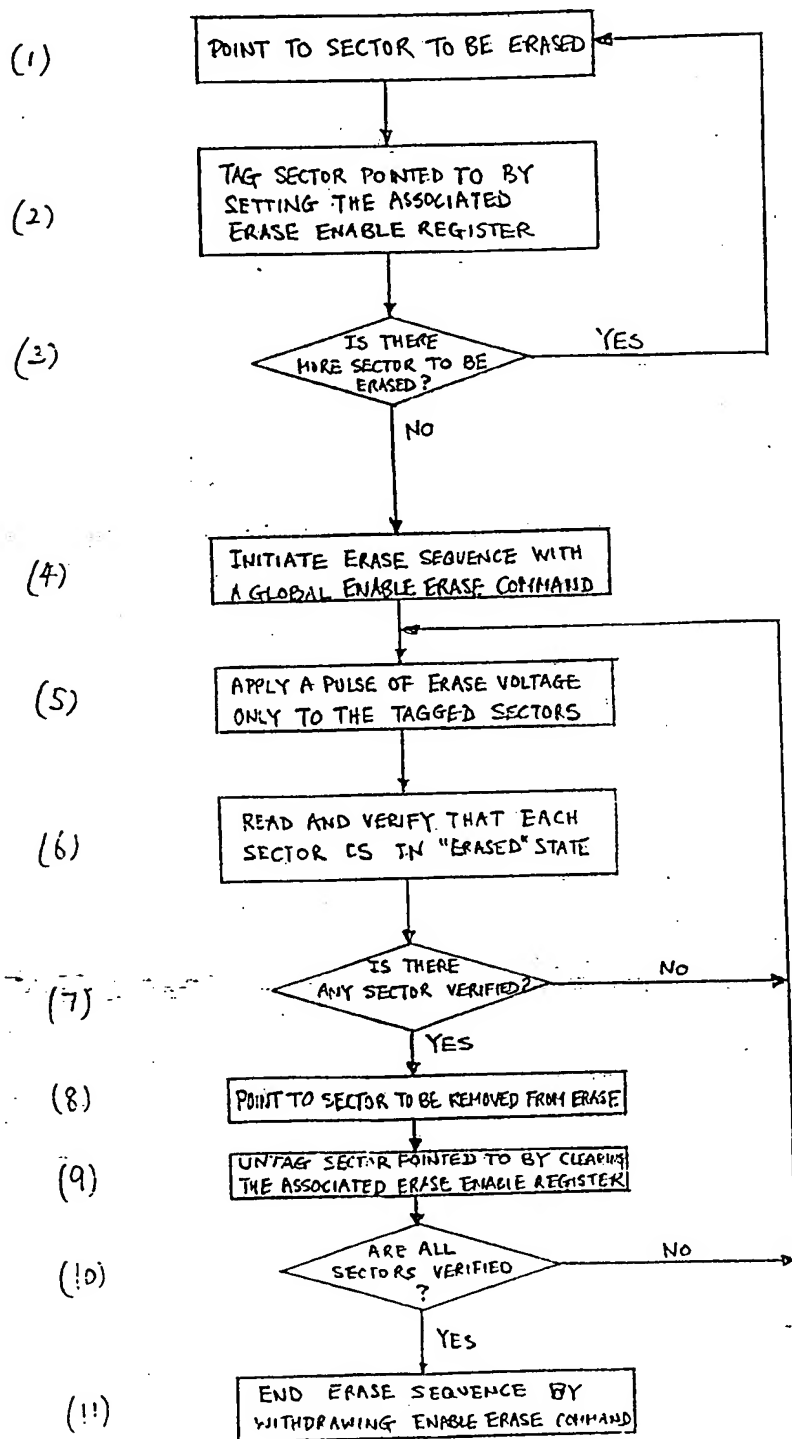 (1)
POINT TO SECTOR TO BE ERASED
(2)
TAG SECTOR POINTED TO BY
SETTING THE ASSOCIATED
ERASE ENABLE REGISTER
(3)
IS THERE
MORE SECTOR TO BE
ERASED?
YES
NO
(4)
INITIATE ERASE SEQUENCE WITH
A GLOBAL ENABLE ERASE COMMAND
(5)
APPLY A PULSE OF ERASE VOLTAGE
ONLY TO THE TAGGED SECTORS
(6)
READ AND VERIFY THAT EACH
SECTOR IS IN "ERASED" STATE
(7)
IS THERE
ANY SECTOR VERIFIED?
NO
YES
(8)
POINT TO SECTOR TO BE REMOVED FROM ERASE
(9)
UNTAG SECTOR POINTED TO BY CLEARING
THE ASSOCIATED ERASE ENABLE REGISTER
(10)
ARE ALL
SECTORS VERIFIED
?
NO
YES
(11)
END ERASE SEQUENCE BY
WITHDRAWING ENABLE ERASE COMMAND